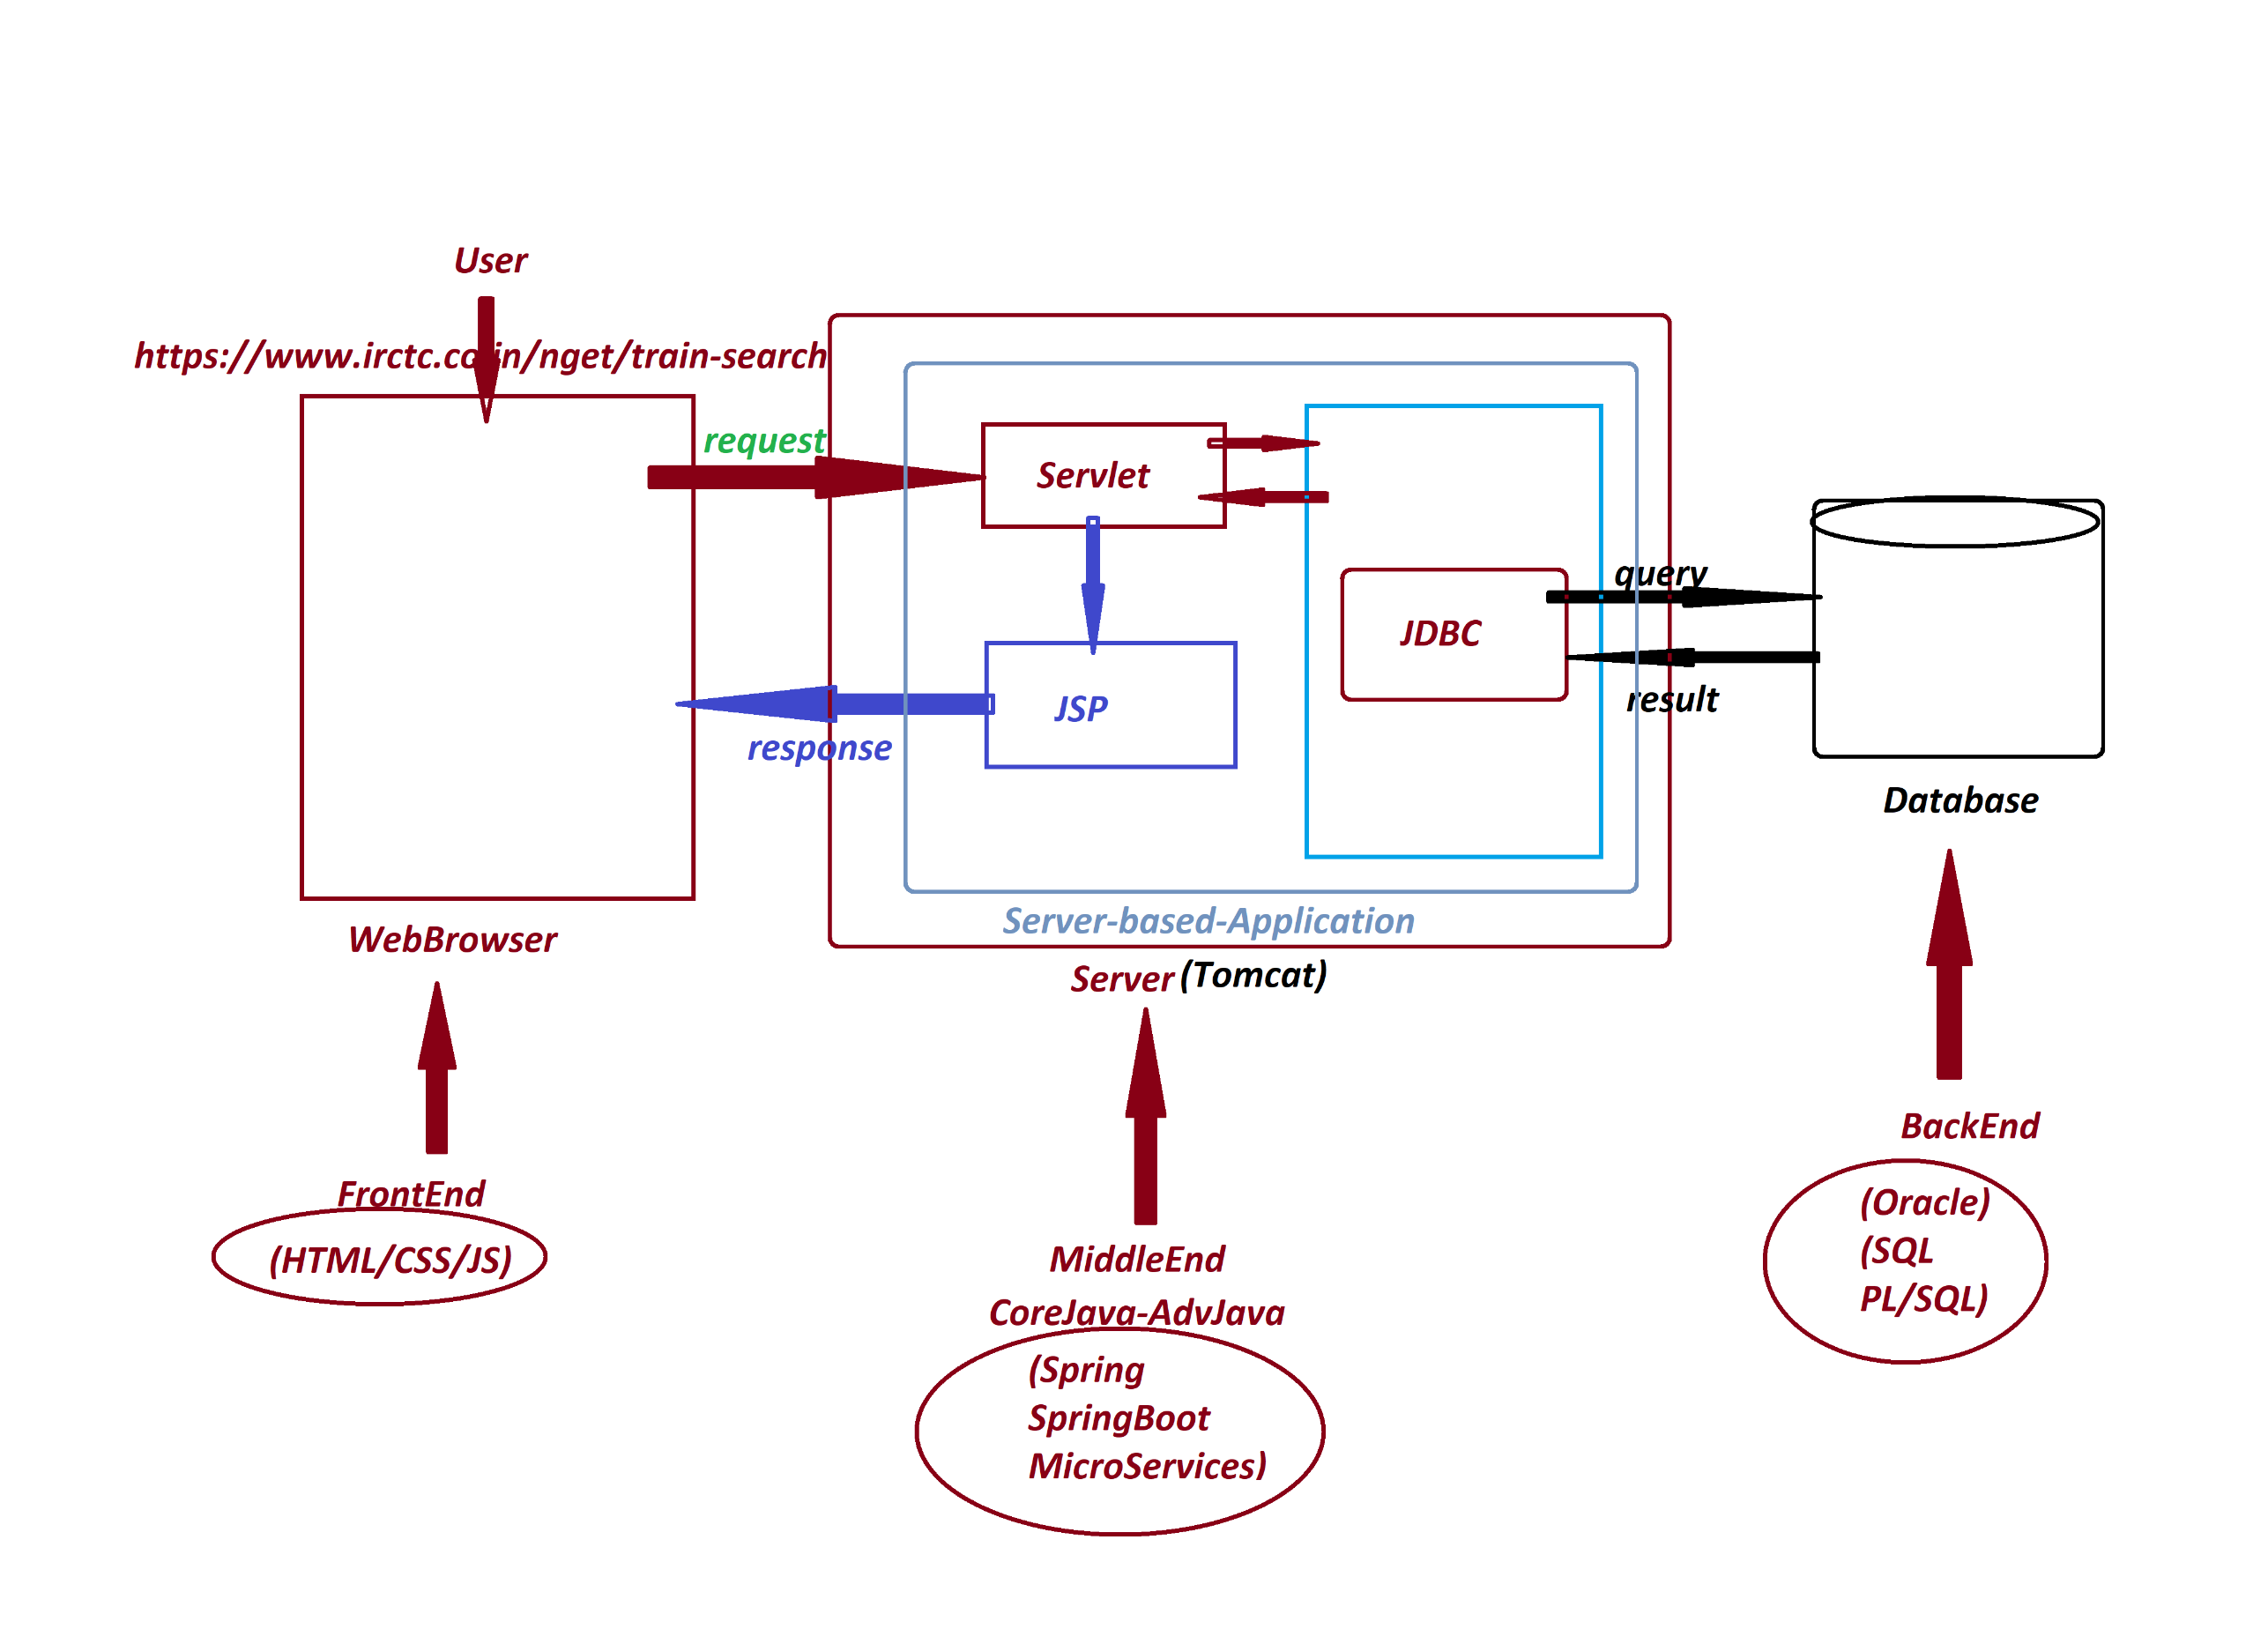 User
https://www.irctc.co.in/nget/train-search
request
Servlet
query
JDBC
result
JSP
response
Database
Server-based-Application
WebBrowser
Server (Tomcat)
BackEnd
FrontEnd
(HTML/CSS/JS)
(Oracle)
(SQL
PL/SQL)
MiddleEnd
CoreJava-AdvJava
(Spring
SpringBoot
MicroServices)